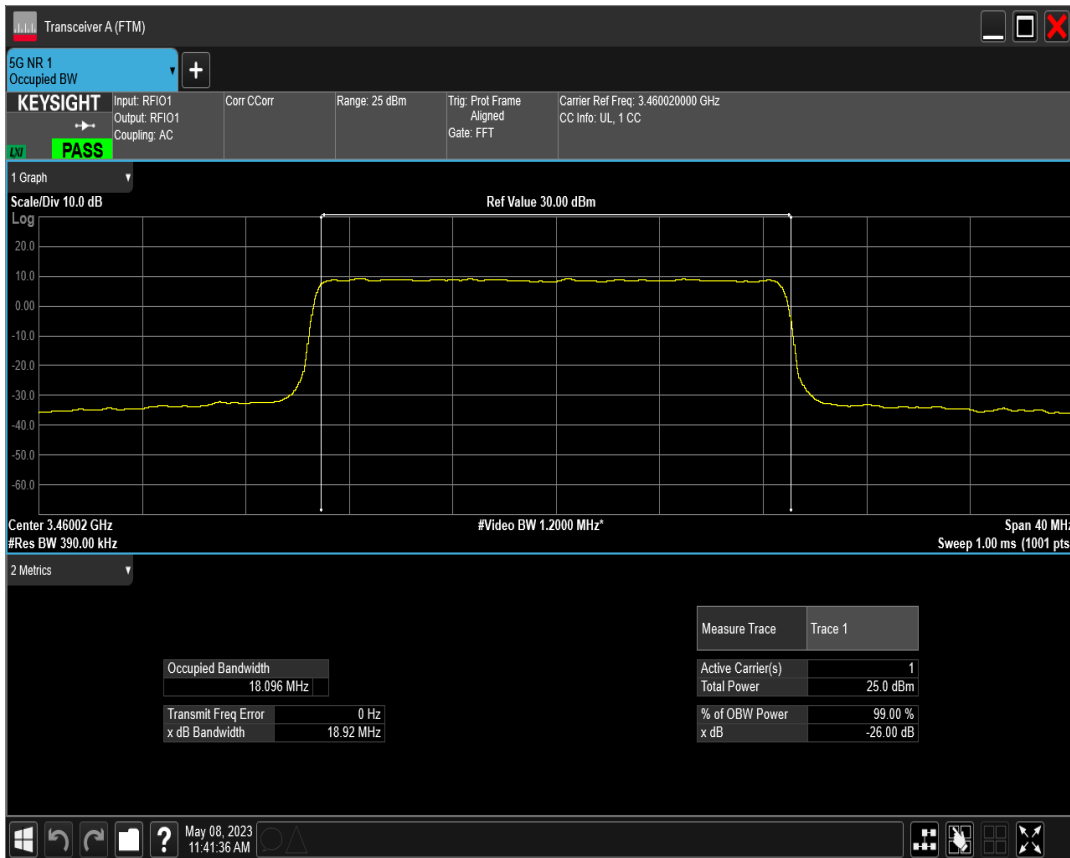 Transceiver A (FTM)
5G NR 1
Occupied BW
+
KEYSIGHT
LXI
PASS
Input: RFIO1
Output: RFIO1
Coupling: AC
Corr CCorr
Range: 25 dBm
Trig: Prot Frame
Aligned
Gate: FFT
Carrier Ref Freq: 3.460020000 GHz
CC Info: UL, 1 CC
1 Graph
Scale/Div 10.0 dB
Ref Value 30.00 dBm
Log
20.0
10.0
0.00
-10.0
-20.0
-30.0
-40.0
-50.0
-60.0
Center 3.46002 GHz
#Video BW 1.2000 MHz*
Span 40 MHz
#Res BW 390.00 kHz
Sweep 1.00 ms (1001 pts
2 Metrics
Measure Trace Trace 1
Occupied Bandwidth
18.096 MHz
Active Carrier(s) 1
Total Power 25.0 dBm
Transmit Freq Error 0 Hz
x dB Bandwidth 18.92 MHz
% of OBW Power 99.00 %
x dB -26.00 dB
?
May 08, 2023
11:41:36 AM